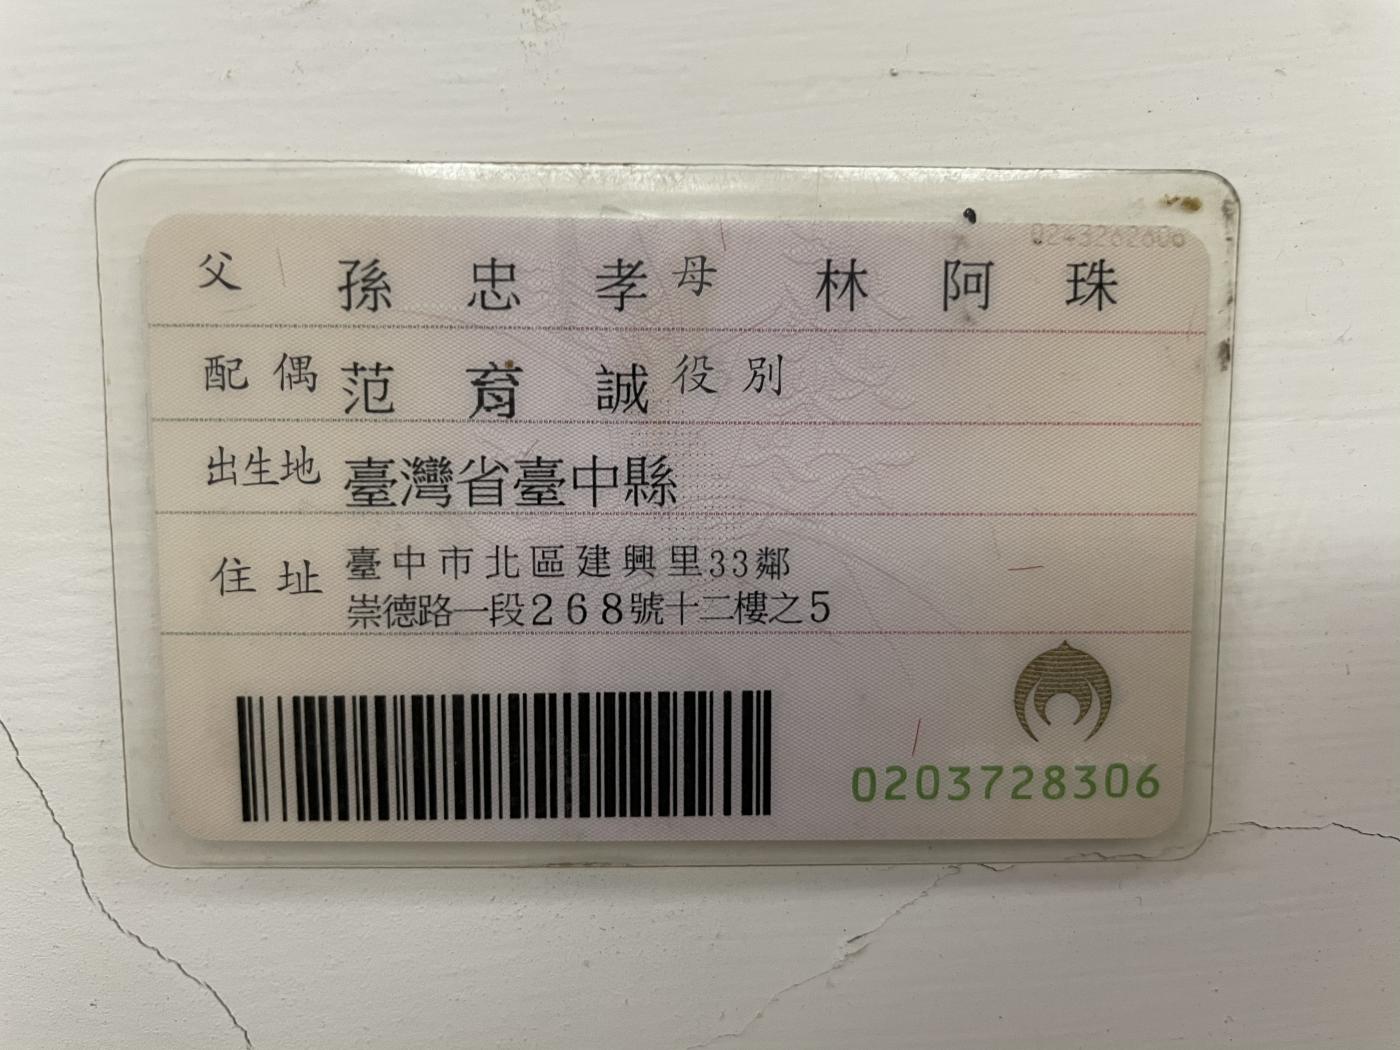 0243262606
父 孫忠孝 母 林阿珠
配偶 范育誠 役別
出生地 臺灣省臺中縣
住址 臺中市北區建興里33鄰
崇德路一段268號十二樓之5
0203728306